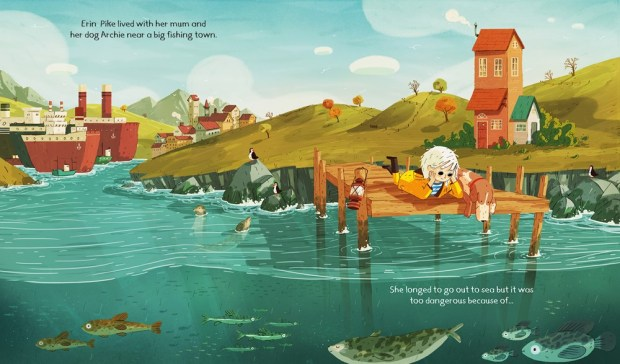 Erin Pike lived with her mum and
her dog Archie near a big fishing town.
She longed to go out to sea but it was
too dangerous because of...